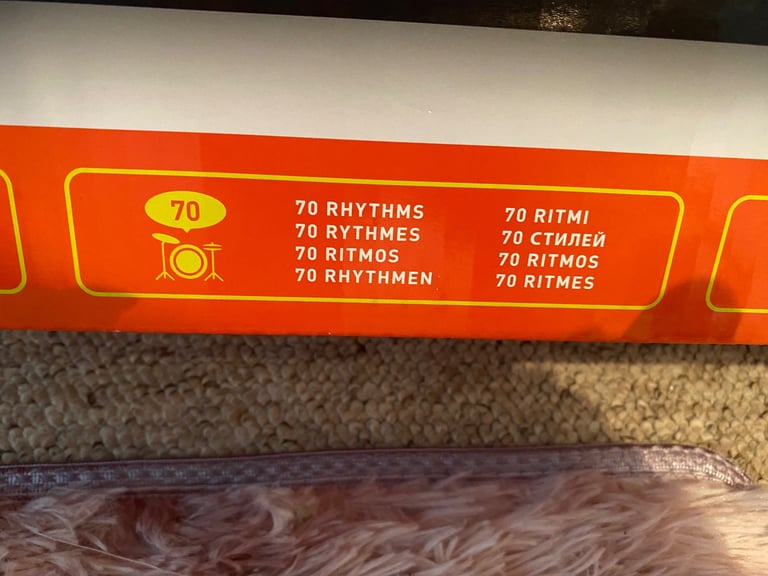 70
70 RHYTHMS
70 RYTHMES
70 RITMOS
70 RHYTHMEN
70 RITMI
70 СТИЛЕЙ
70 RITMOS
70 RITMES